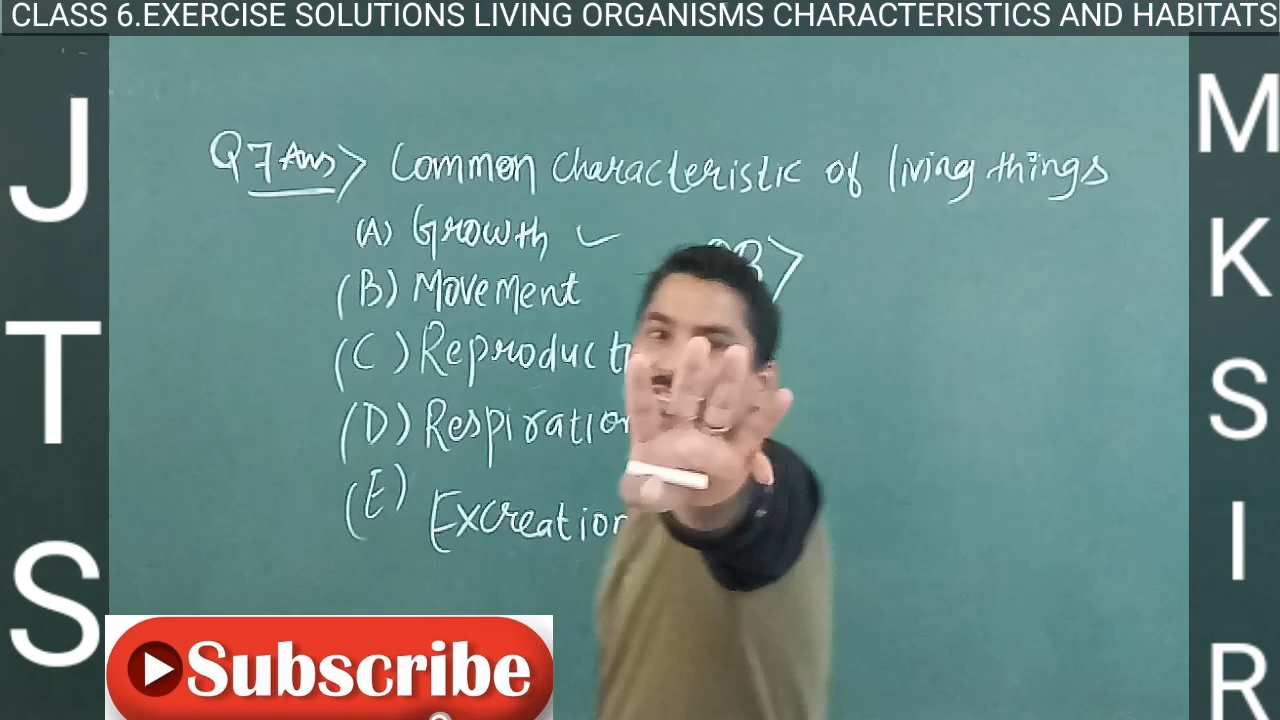 CLASS 6.EXERCISE SOLUTIONS LIVING ORGANISMS CHARACTERISTICS AND HABITATS
J
T
S
Q7 Ans> Common characteristic of living things
(A) Growth ✓
(B) Movement
(C) Reproduct
(D) Respiration
(E) Excreation
Subscribe
M
K
S
I
R